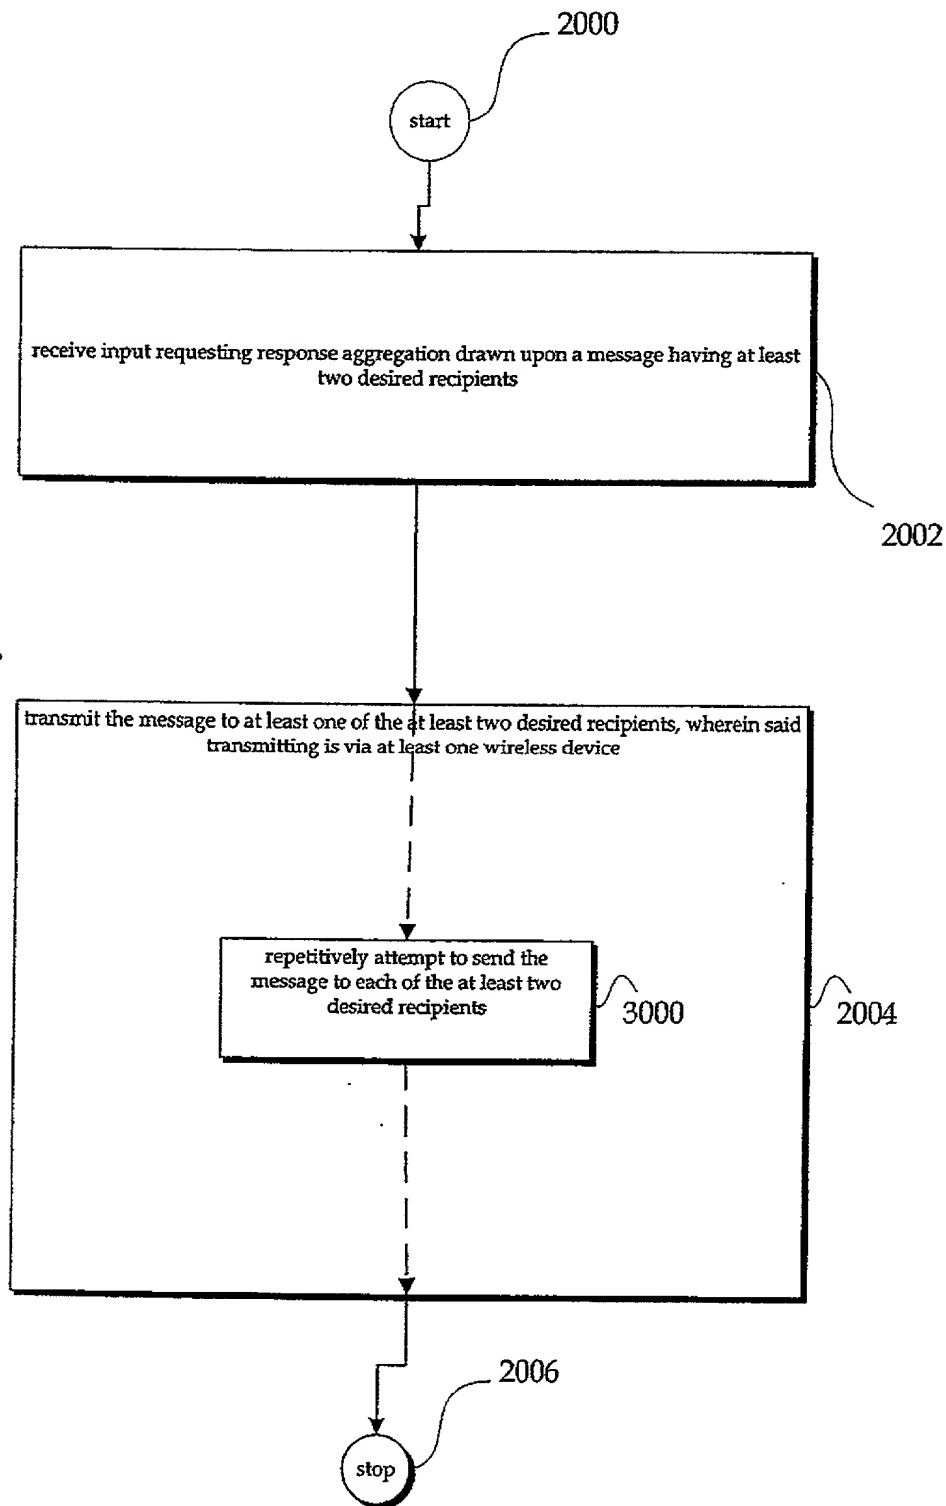 2000
start
receive input requesting response aggregation drawn upon a message having at least
two desired recipients
2002
transmit the message to at least one of the at least two desired recipients, wherein said
transmitting is via at least one wireless device
repetitively attempt to send the
message to each of the at least two
desired recipients
3000
2004
2006
stop